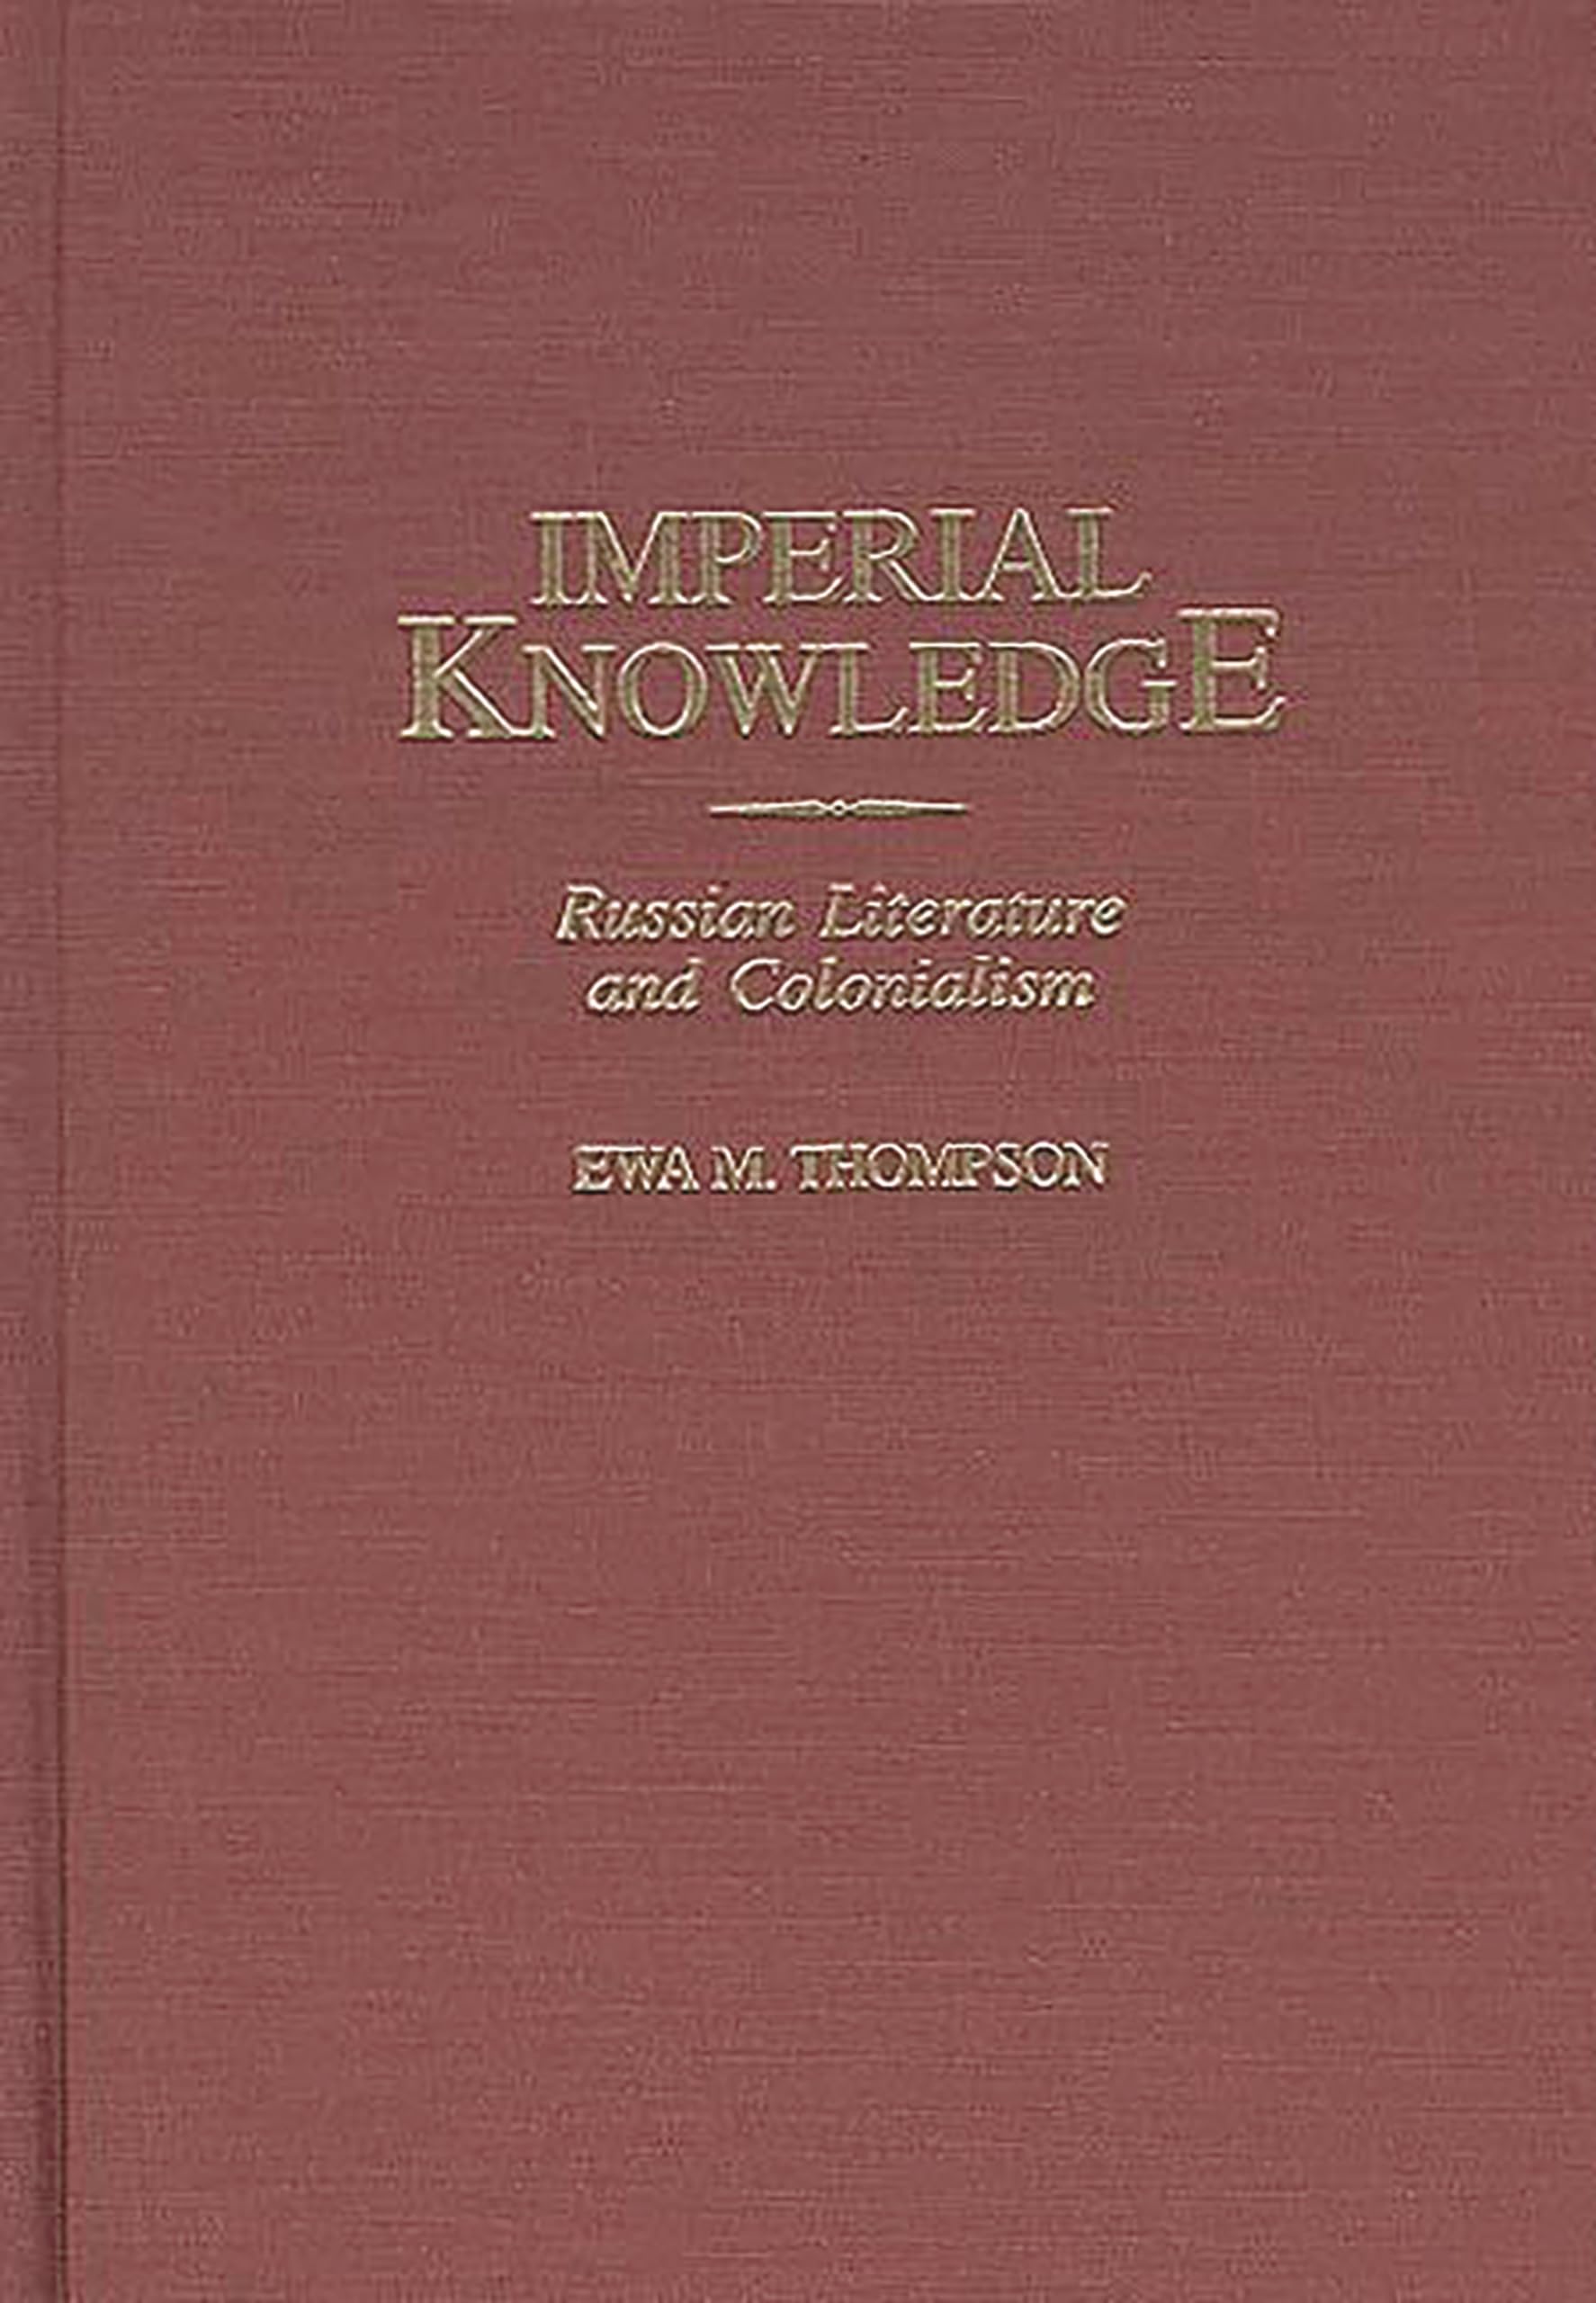 IMPERIAL
KNOWLEDGE
Russian Literature
and Colonialism
EWA M. THOMPSON